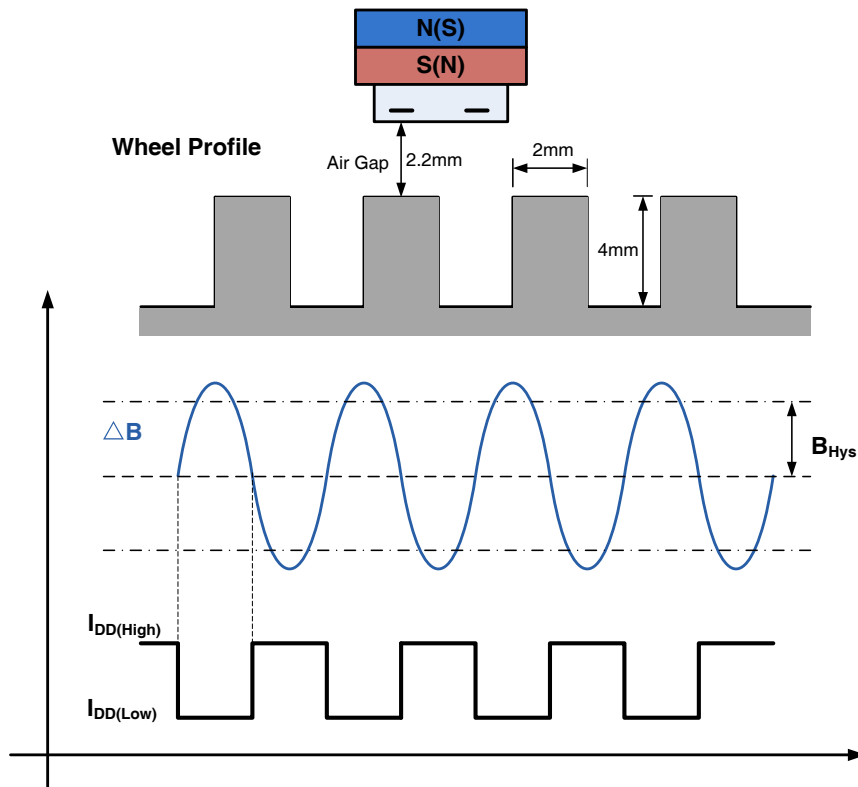 N(S)
S(N)
Wheel Profile
Air Gap
2.2mm
2mm
4mm
△B
BHys
IDD(High)
IDD(Low)